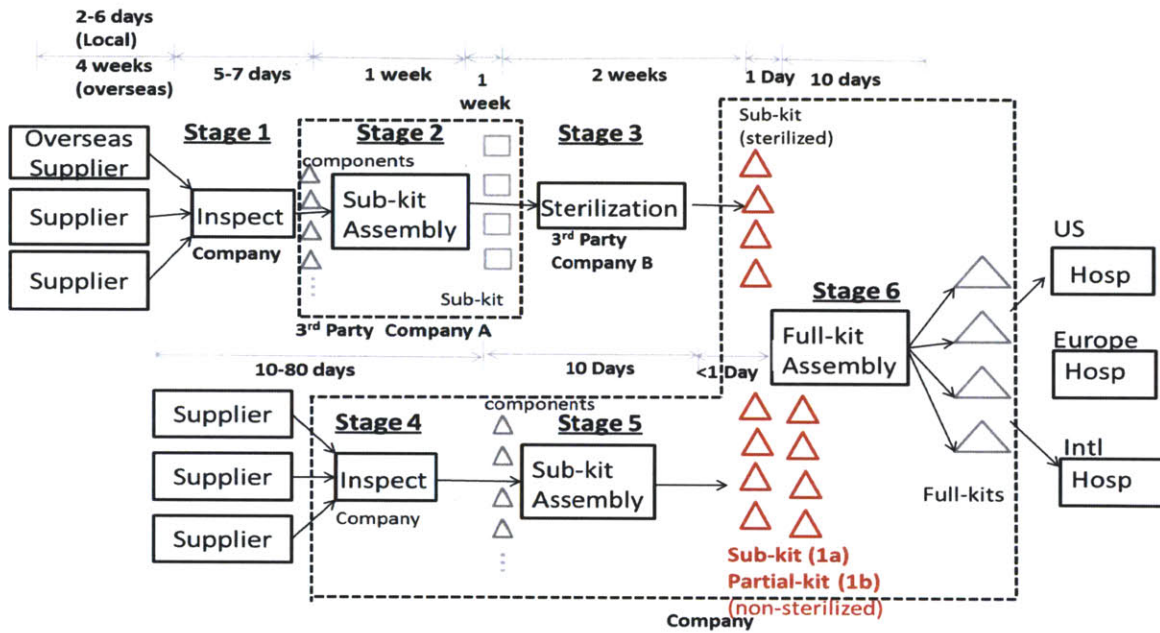 2-6 days
(Local)
4 weeks
(overseas)
5-7 days
1 week
1
week
2 weeks
1 Day
10 days
Overseas
Supplier
Supplier
Supplier
Stage 1
Inspect
Company
Stage 2
components
Sub-kit
Assembly
Sub-kit
3rd Party Company A
Stage 3
Sterilization
3rd Party
Company B
Sub-kit
(sterilized)
Stage 6
Full-kit
Assembly
US
Hosp
Europe
Hosp
Intl
Hosp
Full-kits
10-80 days
10 Days
<1 Day
Supplier
Supplier
Supplier
Stage 4
Inspect
Company
components
Stage 5
Sub-kit
Assembly
Sub-kit (1a)
Partial-kit (1b)
(non-sterilized)
Company